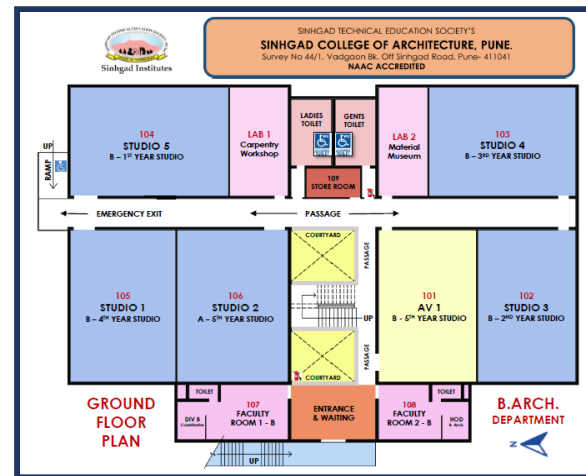 SINHGAD TECHNICAL EDUCATION SOCIETY'S
SINHGAD COLLEGE OF ARCHITECTURE, PUNE.
Survey No 44/1, Vadgaon Bk, Off Sinhgad Road, Pune- 411041
NAAC ACCREDITED
Sinhgad Institutes
104
STUDIO 5
B – 1ST YEAR STUDIO
LAB 1
Carpentry
Workshop
LADIES
TOILET
GENTS
TOILET
LAB 2
Material
Museum
103
STUDIO 4
B – 3RD YEAR STUDIO
UP
RAMP
109
STORE ROOM
EMERGENCY EXIT
PASSAGE
COURTYARD
PASSAGE
105
STUDIO 1
B – 4TH YEAR STUDIO
106
STUDIO 2
A – 5TH YEAR STUDIO
101
AV 1
B - 5TH YEAR STUDIO
102
STUDIO 3
B – 2ND YEAR STUDIO
UP
PASSAGE
COURTYARD
GROUND
FLOOR
PLAN
TOILET
DIV B
107
FACULTY
ROOM 1 - B
ENTRANCE
& WAITING
108
FACULTY
ROOM 2 - B
TOILET
HOD
B. Arch.
B.ARCH.
DEPARTMENT
N
UP